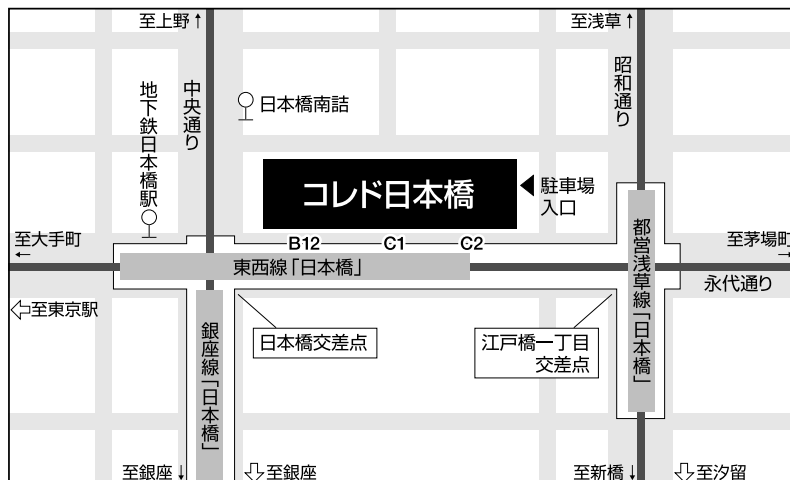 至上野↑
至浅草↑
中央通り
昭和通り
地下鉄日本橋駅
日本橋南詰
コレド日本橋
駐車場
入口
至大手町
←
B12
C1
C2
至茅場町
→
東西線「日本橋」
都営浅草線「日本橋」
永代通り
⇦至東京駅
日本橋交差点
江戸橋一丁目
交差点
銀座線「日本橋」
至銀座↓
⇩至銀座
至新橋↓
⇩至汐留